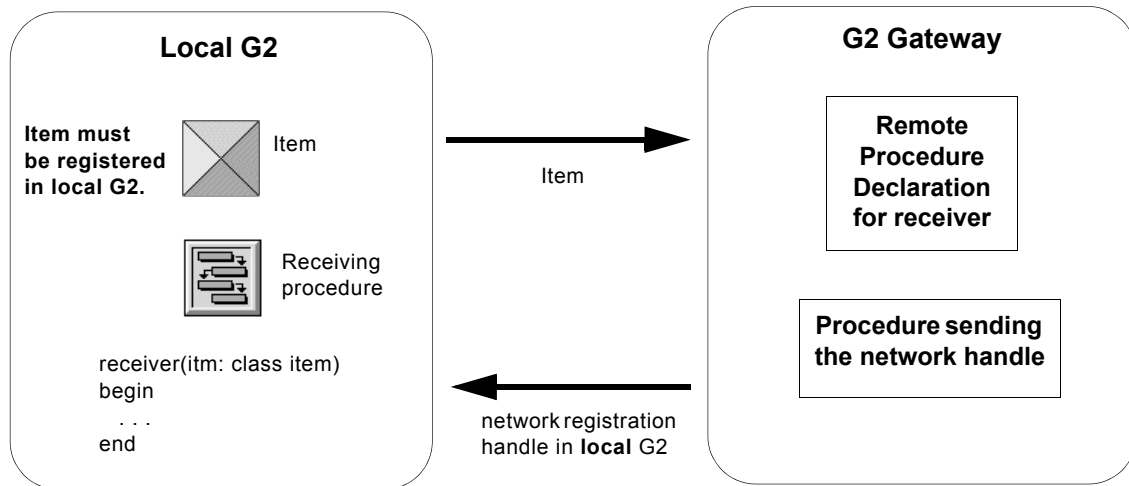 Local G2
Item must
be registered
in local G2.
Item
Receiving
procedure
receiver(itm: class item)
begin
. . .
end
Item
network registration
handle in local G2
G2 Gateway
Remote
Procedure
Declaration
for receiver
Procedure sending
the network handle